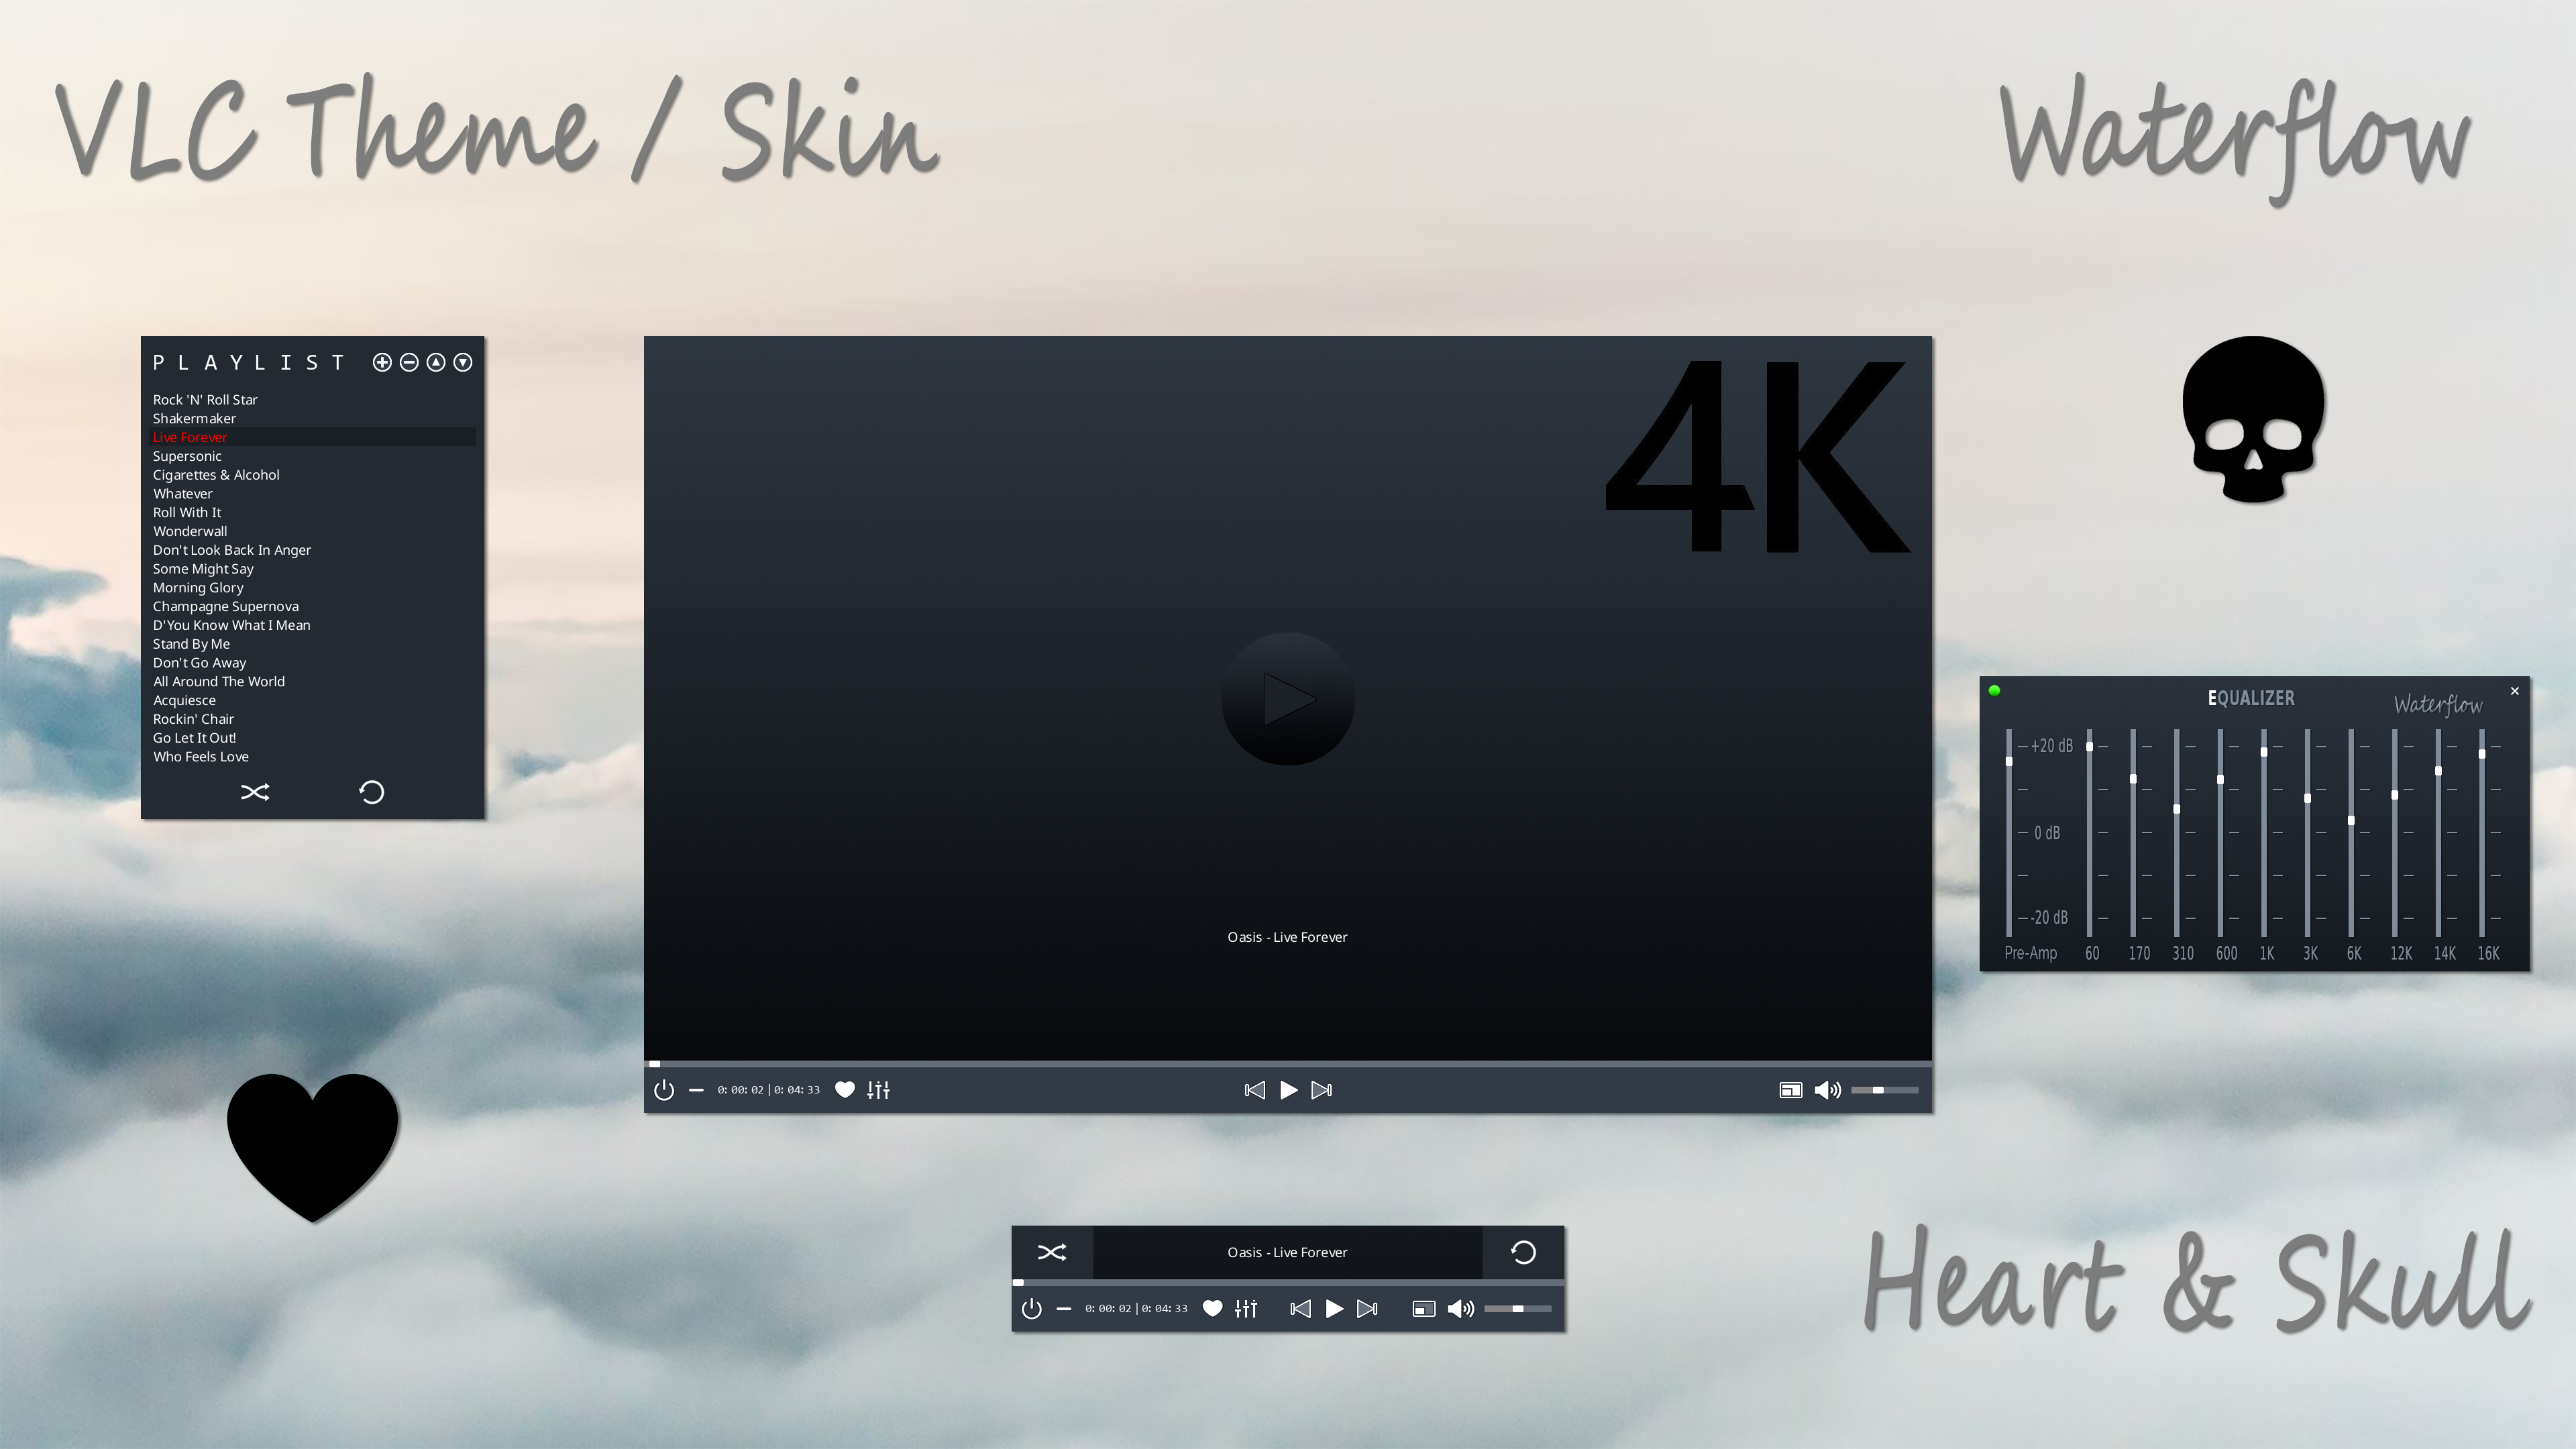 VLC Theme / Skin
Waterflow
PLAYLIST
Rock 'N' Roll Star
Shakermaker
Live Forever
Supersonic
Cigarettes & Alcohol
Whatever
Roll With It
Wonderwall
Don't Look Back In Anger
Some Might Say
Morning Glory
Champagne Supernova
D'You Know What I Mean
Stand By Me
Don't Go Away
All Around The World
Acquiesce
Rockin' Chair
Go Let It Out!
Who Feels Love
4K
Oasis - Live Forever
0: 00: 02 | 0: 04: 33
EQUALIZER
Waterflow
+20 dB
0 dB
-20 dB
Pre-Amp 60 170 310 600 1K 3K 6K 12K 14K 16K
Oasis - Live Forever
0: 00: 02 | 0: 04: 33
Heart & Skull